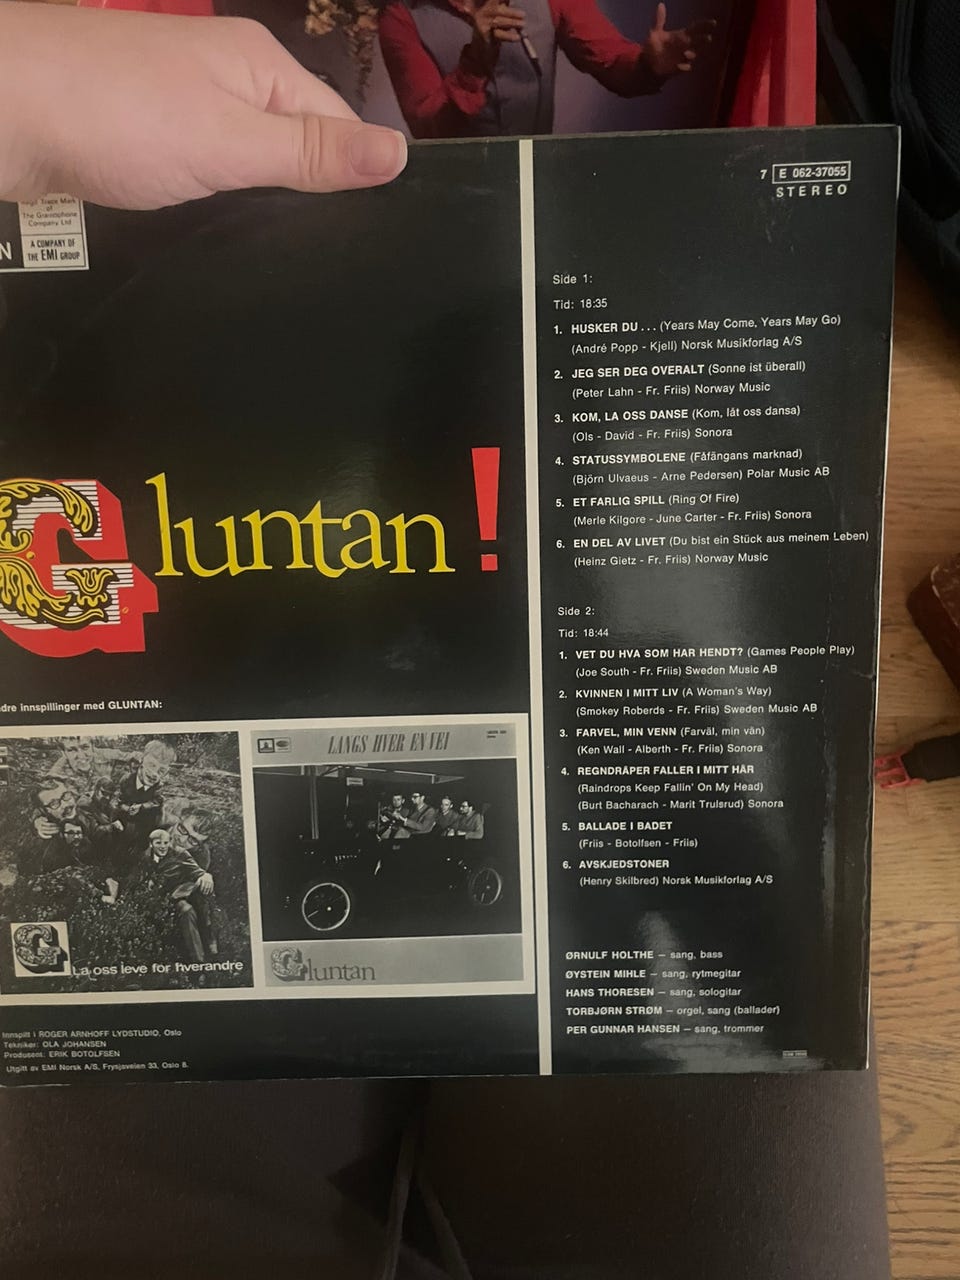 Regd Trade Mark
of
The Gramophone
Company Ltd
N
A COMPANY OF
THE EMI GROUP
7 E 062-37055
STEREO
Gluntan!
Side 1:
Tid: 18:35
1. HUSKER DU... (Years May Come, Years May Go)
(André Popp - Kjell) Norsk Musikforlag A/S
2. JEG SER DEG OVERALT (Sonne ist überall)
(Peter Lahn - Fr. Friis) Norway Music
3. KOM, LA OSS DANSE (Kom, låt oss dansa)
(Ols - David - Fr. Friis) Sonora
4. STATUSSYMBOLENE (Fåfängans marknad)
(Björn Ulvaeus - Arne Pedersen) Polar Music AB
5. ET FARLIG SPILL (Ring Of Fire)
(Merle Kilgore - June Carter - Fr. Friis) Sonora
6. EN DEL AV LIVET (Du bist ein Stück aus meinem Leben)
(Heinz Gietz - Fr. Friis) Norway Music
Side 2:
Tid: 18:44
1. VET DU HVA SOM HAR HENDT? (Games People Play)
(Joe South - Fr. Friis) Sweden Music AB
2. KVINNEN I MITT LIV (A Woman's Way)
(Smokey Roberds - Fr. Friis) Sweden Music AB
3. FARVEL, MIN VENN (Farväl, min vän)
(Ken Wall - Alberth - Fr. Friis) Sonora
4. REGNDRÅPER FALLER I MITT HÅR
(Raindrops Keep Fallin' On My Head)
(Burt Bacharach - Marit Trulsrud) Sonora
5. BALLADE I BADET
(Friis - Botolfsen - Friis)
6. AVSKJEDSTONER
(Henry Skilbred) Norsk Musikforlag A/S
ØRNULF HOLTHE — sang, bass
ØYSTEIN MIHLE — sang, rytmegitar
HANS THORESEN — sang, sologitar
TORBJØRN STRØM — orgel, sang (ballader)
PER GUNNAR HANSEN — sang, trommer
dre innspillinger med GLUNTAN:
G
La oss leve for hverandre
LANGS HVER EN VEI
Gluntan
Innspilt i ROGER ARNHOFF LYDSTUDIO, Oslo
Tekniker: OLA JOHANSEN
Produsent: ERIK BOTOLFSEN
Utgitt av EMI Norsk A/S, Frysjaveien 33, Oslo 8.